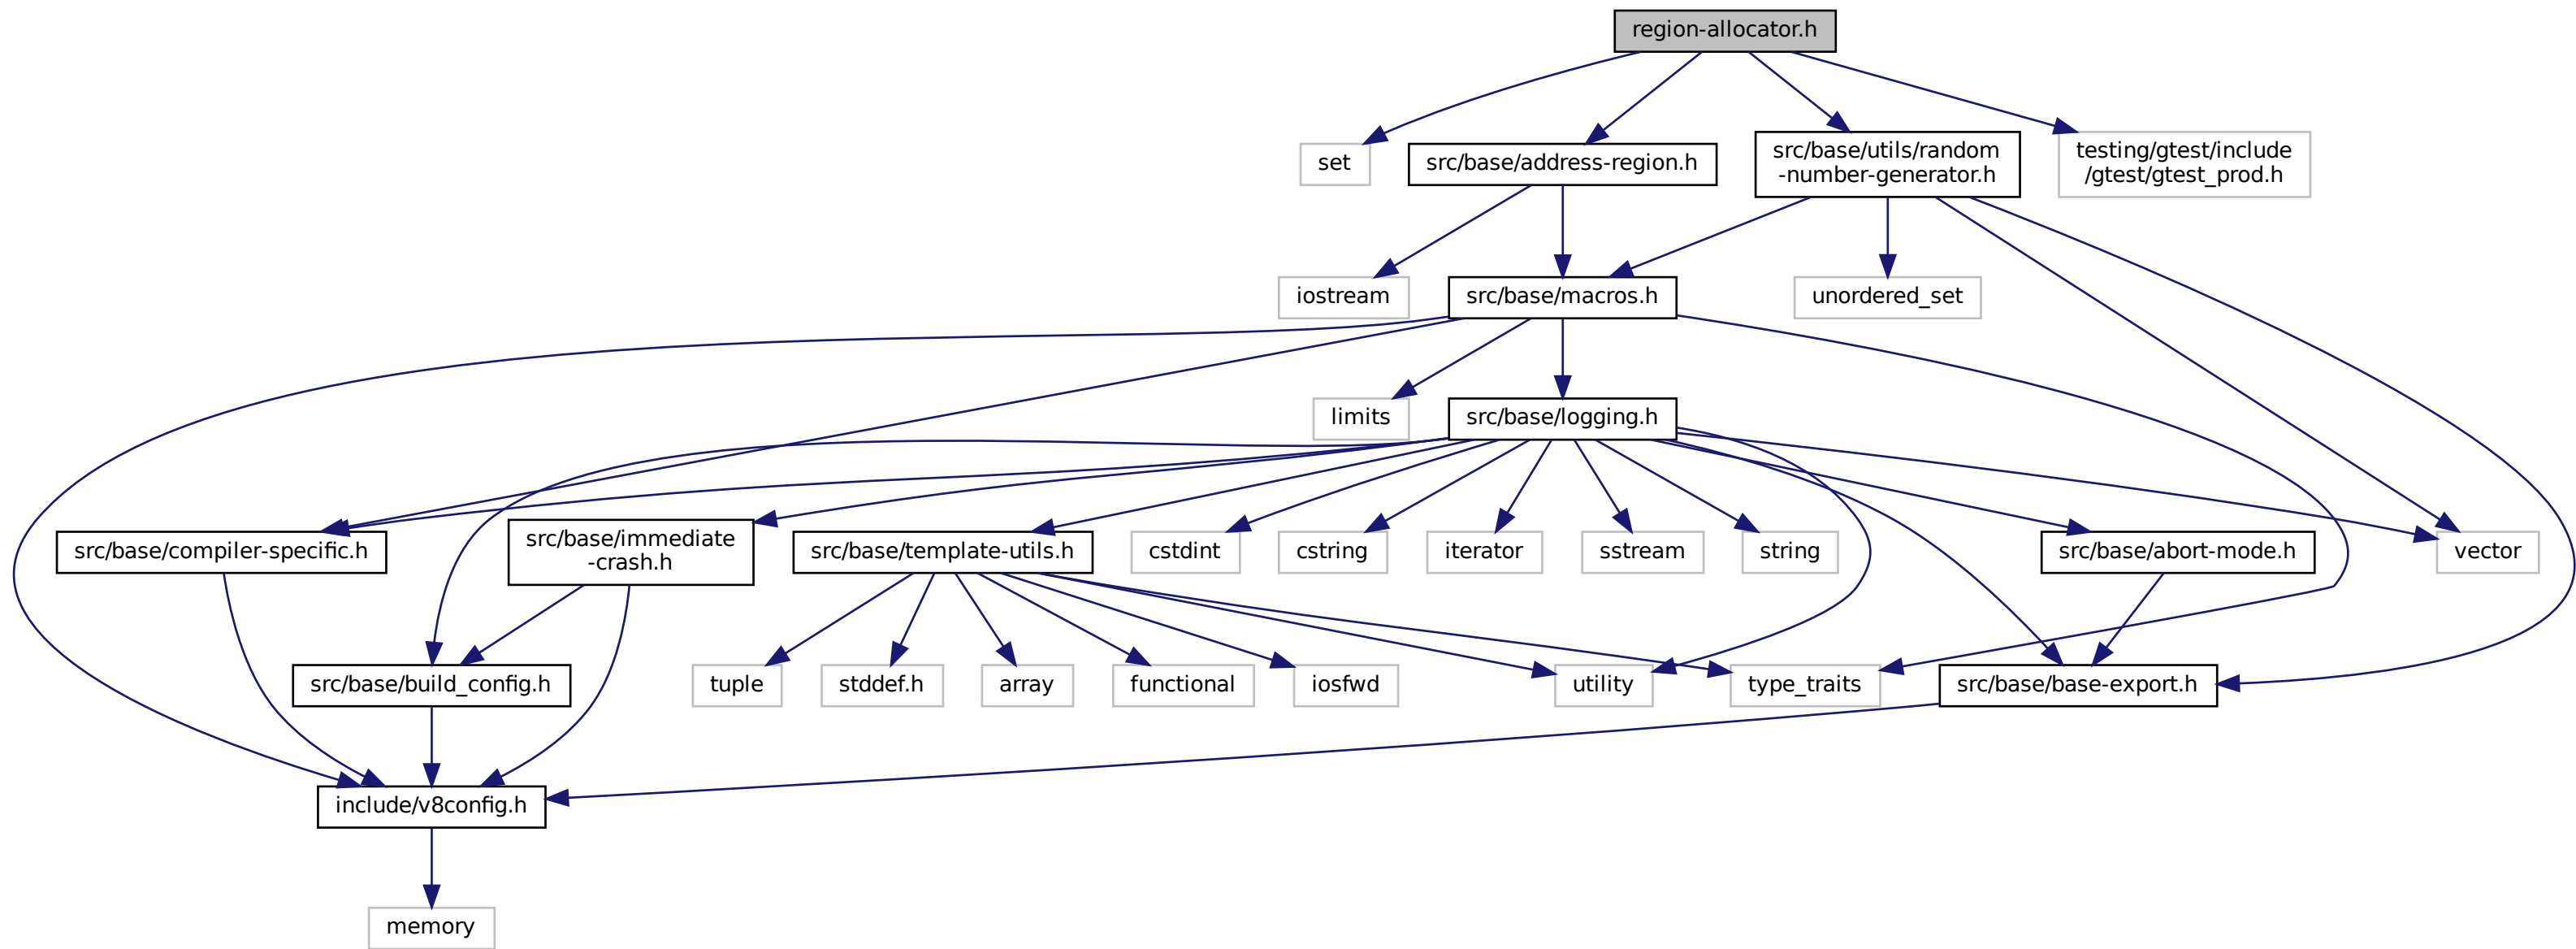 region-allocator.h
set
src/base/address-region.h
src/base/utils/random
-number-generator.h
testing/gtest/include
/gtest/gtest_prod.h
iostream
src/base/macros.h
unordered_set
limits
src/base/logging.h
src/base/compiler-specific.h
src/base/immediate
-crash.h
src/base/template-utils.h
cstdint
cstring
iterator
sstream
string
src/base/abort-mode.h
vector
src/base/build_config.h
tuple
stddef.h
array
functional
iosfwd
utility
type_traits
src/base/base-export.h
include/v8config.h
memory